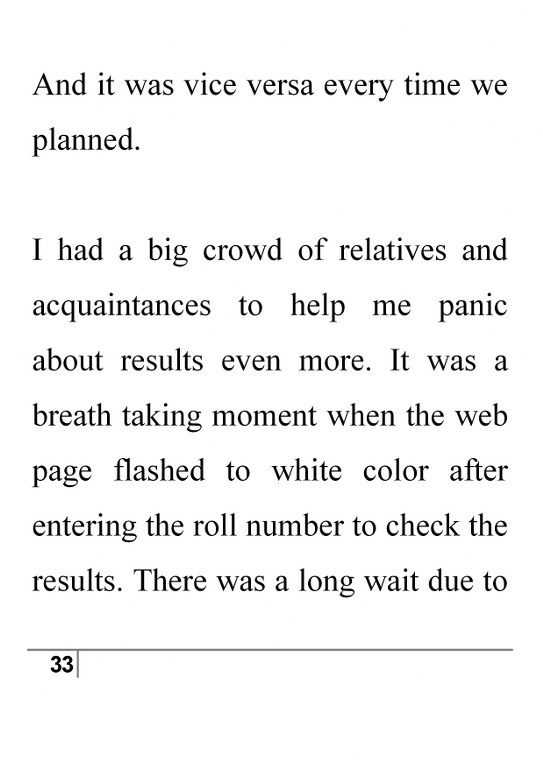 And it was vice versa every time we
planned.
I had a big crowd of relatives and
acquaintances to help me panic
about results even more. It was a
breath taking moment when the web
page flashed to white color after
entering the roll number to check the
results. There was a long wait due to
33